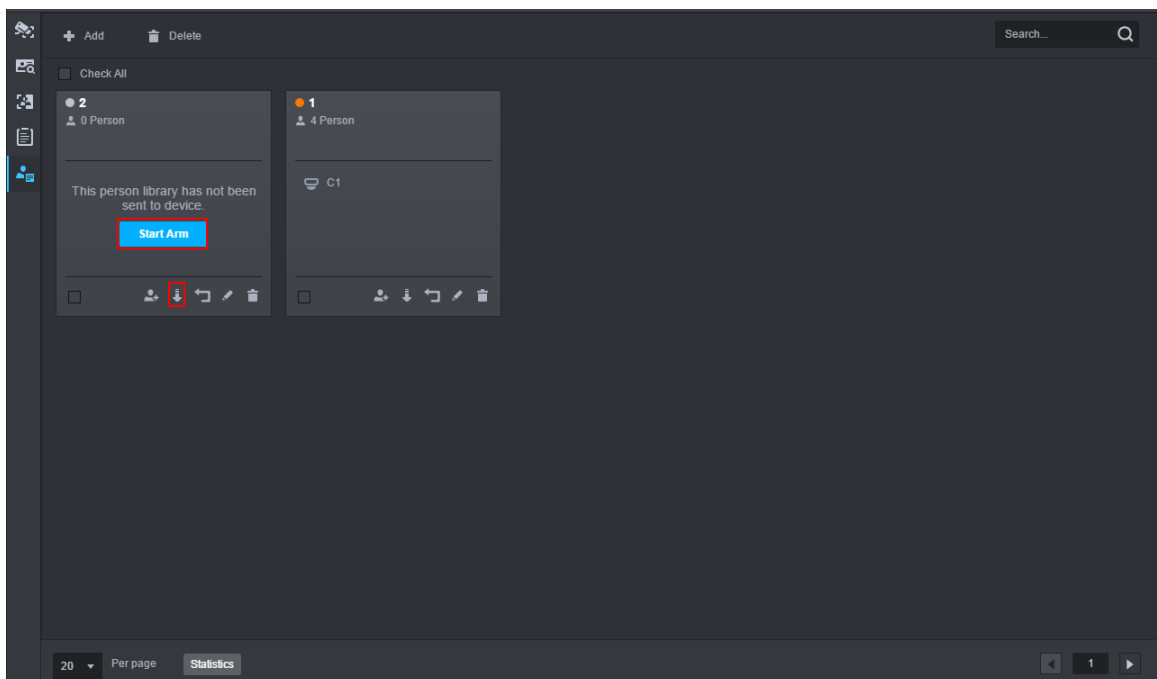 Add
Delete
Search...
Check All
2
0 Person
This person library has not been
sent to device.
Start Arm
1
4 Person
C1
20
Per page
Statistics
1